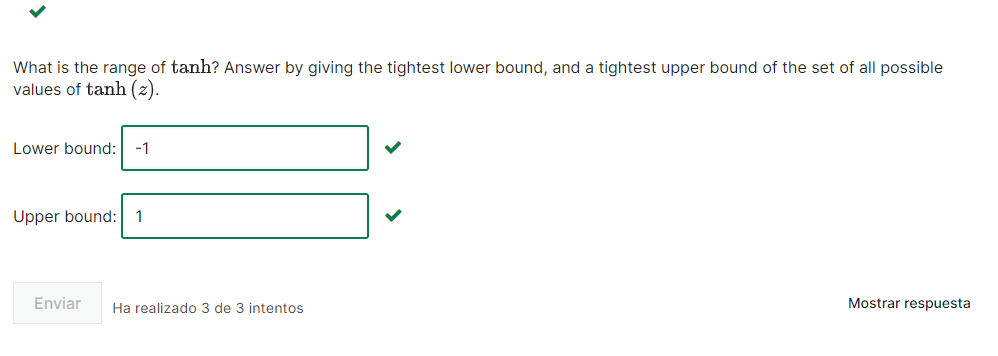 What is the range of tanh? Answer by giving the tightest lower bound, and a tightest upper bound of the set of all possible
values of tanh (z).
Lower bound: -1
Upper bound: 1
Enviar
Ha realizado 3 de 3 intentos
Mostrar respuesta